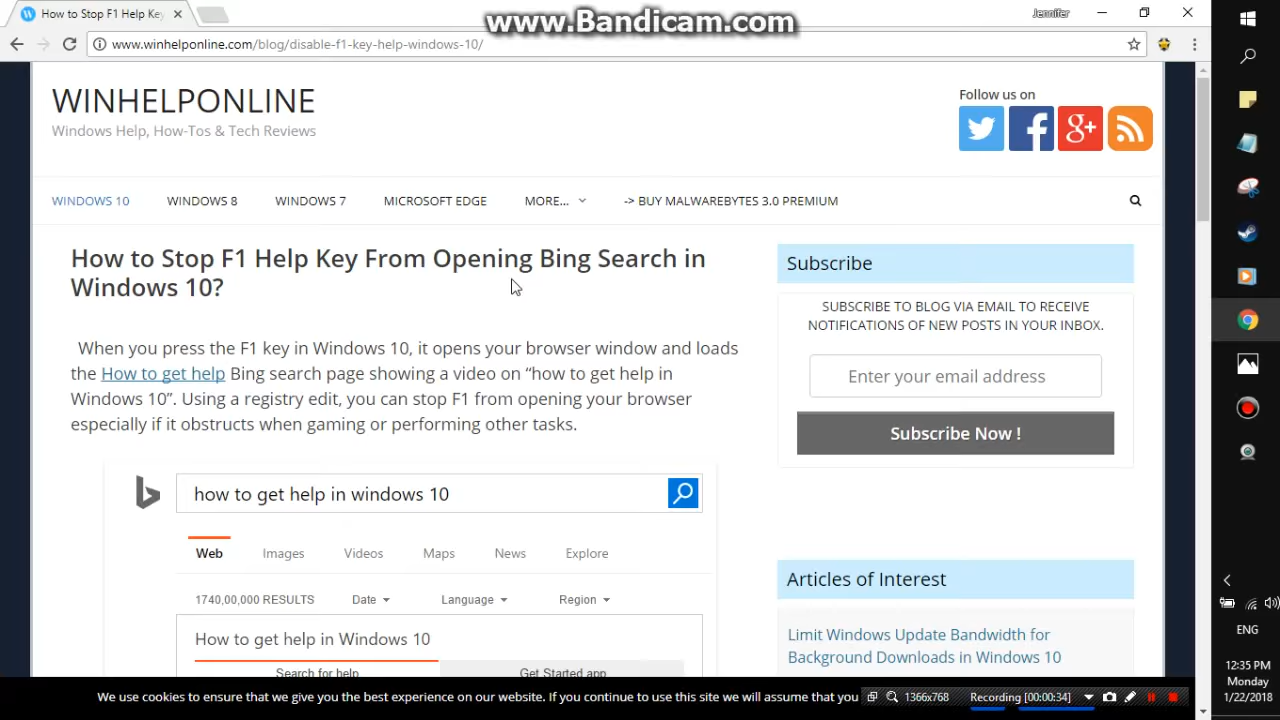 How to Stop F1 Help Key
Jennifer
www.Bandicam.com
www.winhelponline.com/blog/disable-f1-key-help-windows-10/
WINHELPONLINE
Windows Help, How-Tos & Tech Reviews
Follow us on
WINDOWS 10
WINDOWS 8
WINDOWS 7
MICROSOFT EDGE
MORE...
-> BUY MALWAREBYTES 3.0 PREMIUM
How to Stop F1 Help Key From Opening Bing Search in
Windows 10?
When you press the F1 key in Windows 10, it opens your browser window and loads
the How to get help Bing search page showing a video on “how to get help in
Windows 10”. Using a registry edit, you can stop F1 from opening your browser
especially if it obstructs when gaming or performing other tasks.
how to get help in windows 10
Web
Images
Videos
Maps
News
Explore
1740,00,000 RESULTS
Date
Language
Region
How to get help in Windows 10
Search for help
Get Started app
Subscribe
SUBSCRIBE TO BLOG VIA EMAIL TO RECEIVE
NOTIFICATIONS OF NEW POSTS IN YOUR INBOX.
Enter your email address
Subscribe Now !
Articles of Interest
Limit Windows Update Bandwidth for
Background Downloads in Windows 10
We use cookies to ensure that we give you the best experience on our website. If you continue to use this site we will assume that you
1366x768
Recording [00:00:34]
ENG
12:35 PM
Monday
1/22/2018